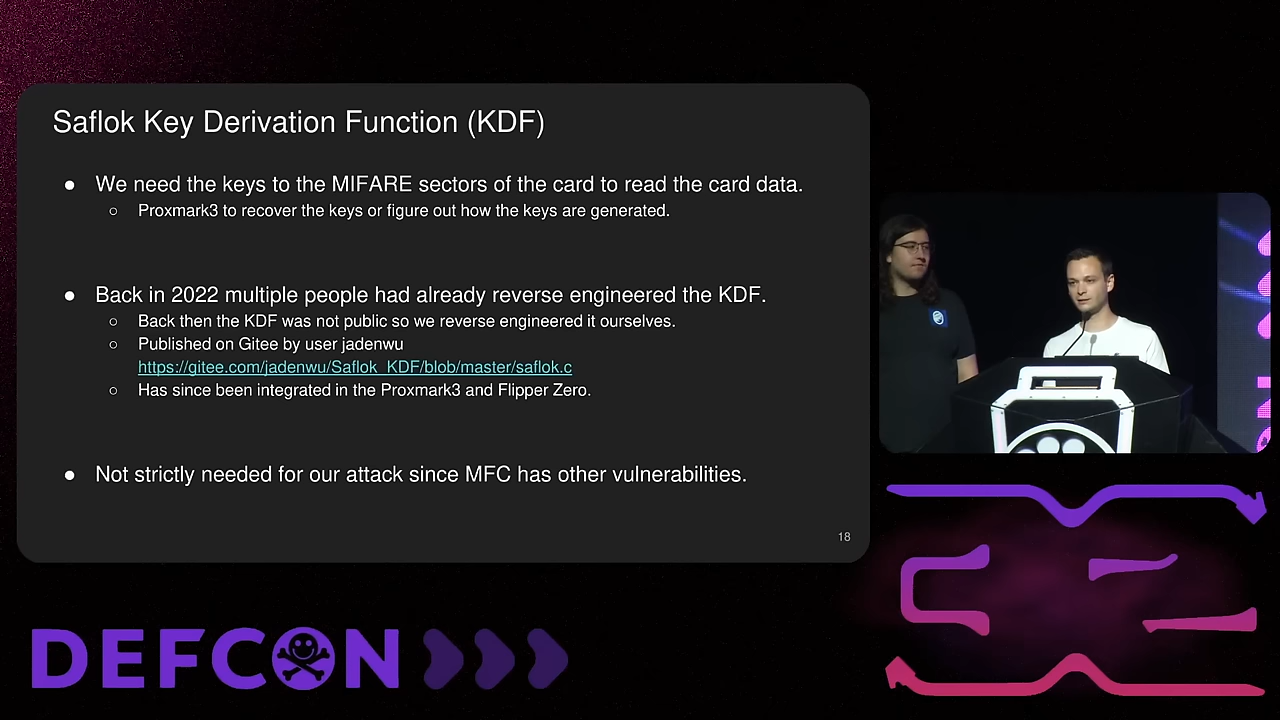 Saflok Key Derivation Function (KDF)
● We need the keys to the MIFARE sectors of the card to read the card data.
○ Proxmark3 to recover the keys or figure out how the keys are generated.
● Back in 2022 multiple people had already reverse engineered the KDF.
○ Back then the KDF was not public so we reverse engineered it ourselves.
○ Published on Gitee by user jadenwu
https://gitee.com/jadenwu/Saflok_KDF/blob/master/saflok.c
○ Has since been integrated in the Proxmark3 and Flipper Zero.
● Not strictly needed for our attack since MFC has other vulnerabilities.
18
DEFCON